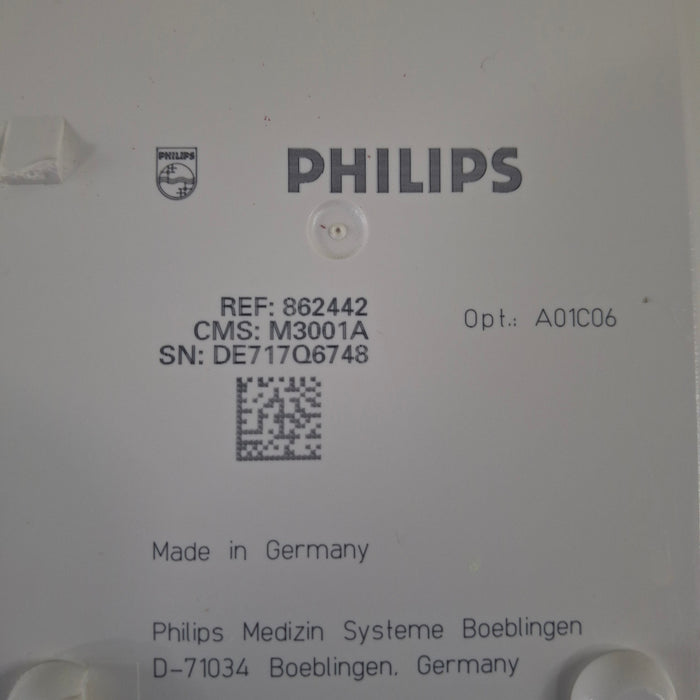 PHILIPS
PHILIPS
REF: 862442
CMS: M3001A
SN: DE717Q6748
Opt.: A01C06
Made in Germany
Philips Medizin Systeme Boeblingen
D-71034 Boeblingen. Germany